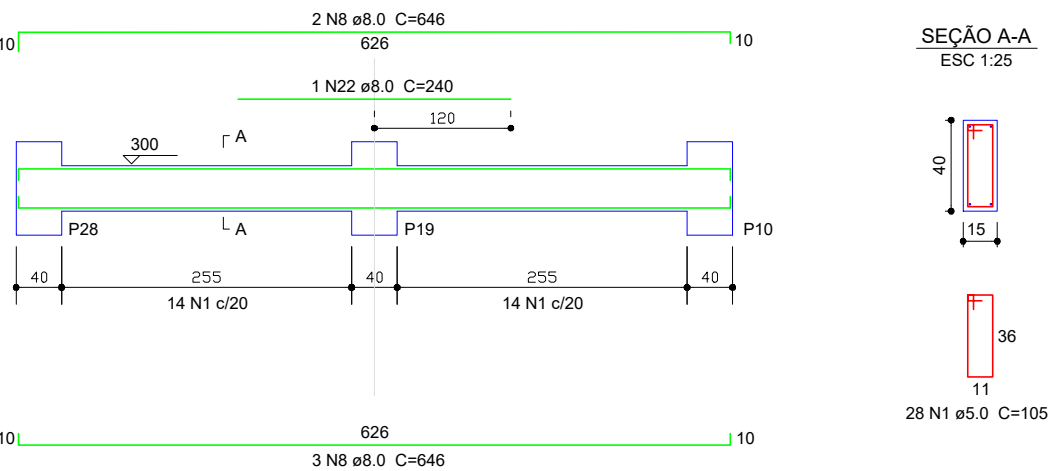 2 N8 ø8.0 C=646
10 626 10
1 N22 ø8.0 C=240
120
A
300
A
P28 P19 P10
40 255 40 255 40
14 N1 c/20 14 N1 c/20
10 626 10
3 N8 ø8.0 C=646
SEÇÃO A-A
ESC 1:25
40
15
36
11
28 N1 ø5.0 C=105